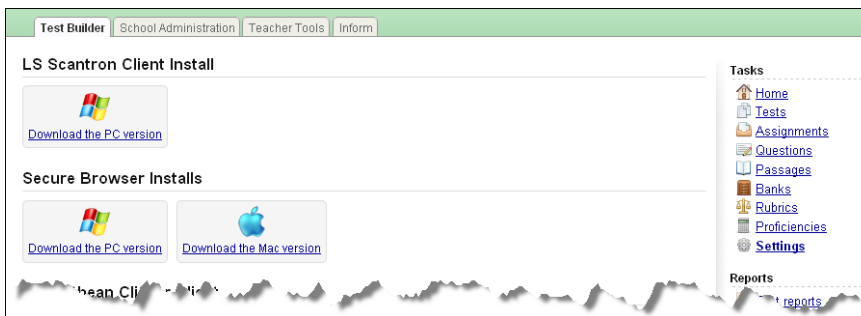 Test Builder School Administration Teacher Tools Inform
LS Scantron Client Install
Download the PC version
Secure Browser Installs
Download the PC version Download the Mac version
Tasks
Home
Tests
Assignments
Questions
Passages
Banks
Rubrics
Proficiencies
Settings
Reports
reports